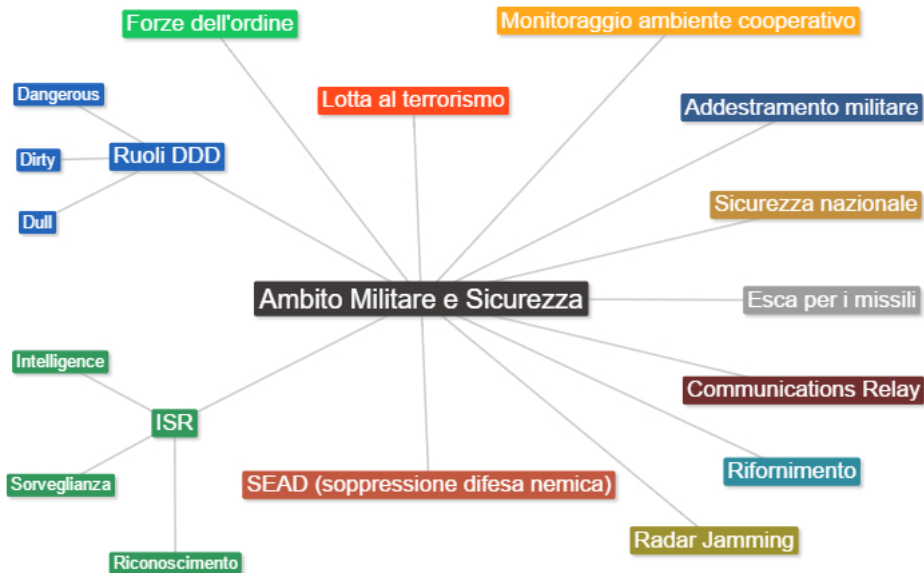 Forze dell'ordine
Monitoraggio ambiente cooperativo
Dangerous
Lotta al terrorismo
Addestramento militare
Dirty
Ruoli DDD
Dull
Sicurezza nazionale
Ambito Militare e Sicurezza
Esca per i missili
Intelligence
ISR
Communications Relay
Sorveglianza
SEAD (soppressione difesa nemica)
Rifornimento
Radar Jamming
Riconoscimento